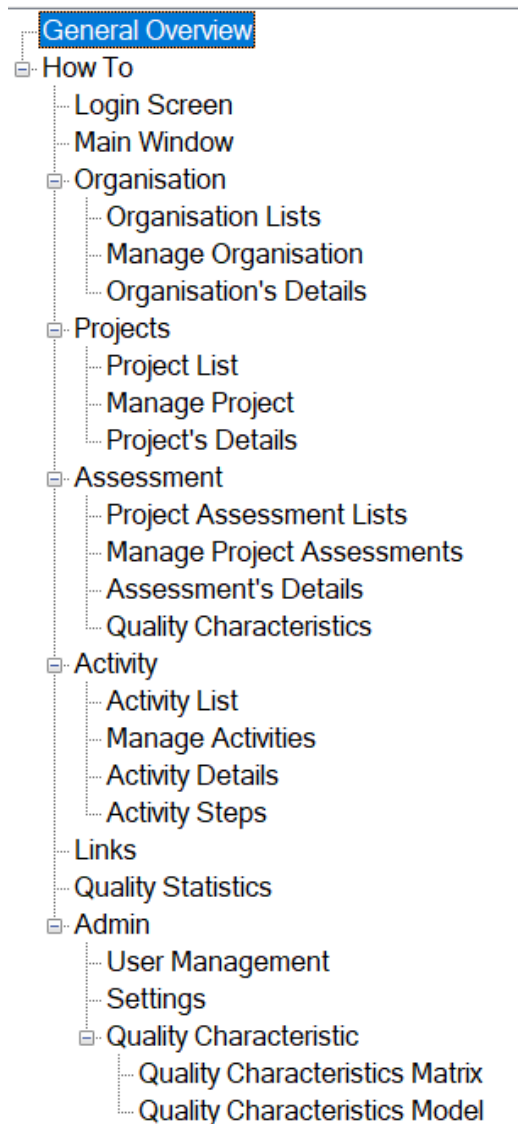 General Overview
How To
Login Screen
Main Window
Organisation
Organisation Lists
Manage Organisation
Organisation's Details
Projects
Project List
Manage Project
Project's Details
Assessment
Project Assessment Lists
Manage Project Assessments
Assessment's Details
Quality Characteristics
Activity
Activity List
Manage Activities
Activity Details
Activity Steps
Links
Quality Statistics
Admin
User Management
Settings
Quality Characteristic
Quality Characteristics Matrix
Quality Characteristics Model